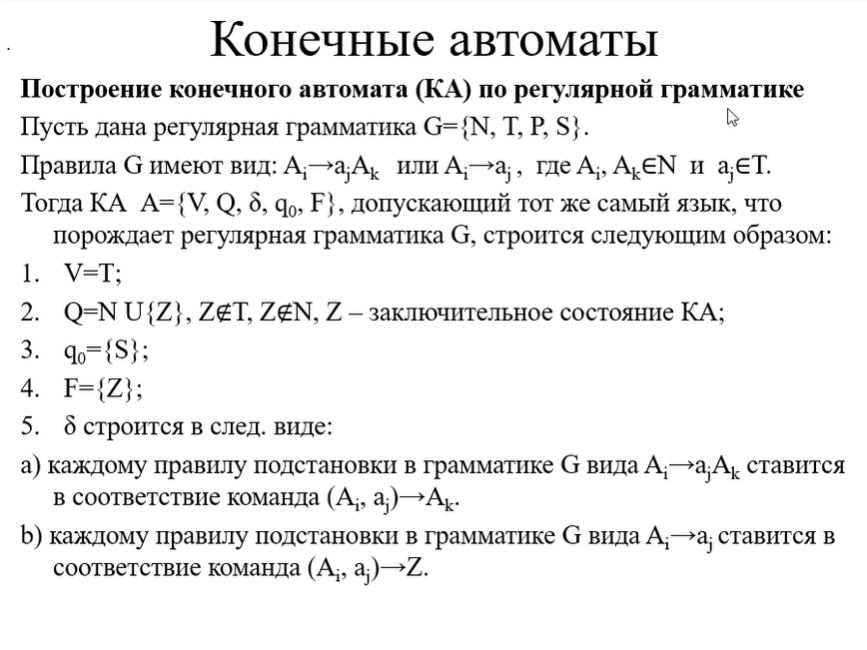 Конечные автоматы
Построение конечного автомата (КА) по регулярной грамматике
Пусть дана регулярная грамматика G={N, T, P, S}.
Правила G имеют вид: Aᵢ→aⱼAₖ или Aᵢ→aⱼ, где Aᵢ, Aₖ∈N и aⱼ∈T.
Тогда КА A={V, Q, δ, q₀, F}, допускающий тот же самый язык, что
порождает регулярная грамматика G, строится следующим образом:
1. V=T;
2. Q=N U{Z}, Z∉T, Z∉N, Z – заключительное состояние КА;
3. q₀={S};
4. F={Z};
5. δ строится в след. виде:
a) каждому правилу подстановки в грамматике G вида Aᵢ→aⱼAₖ ставится
в соответствие команда (Aᵢ, aⱼ)→Aₖ.
b) каждому правилу подстановки в грамматике G вида Aᵢ→aⱼ ставится в
соответствие команда (Aᵢ, aⱼ)→Z.